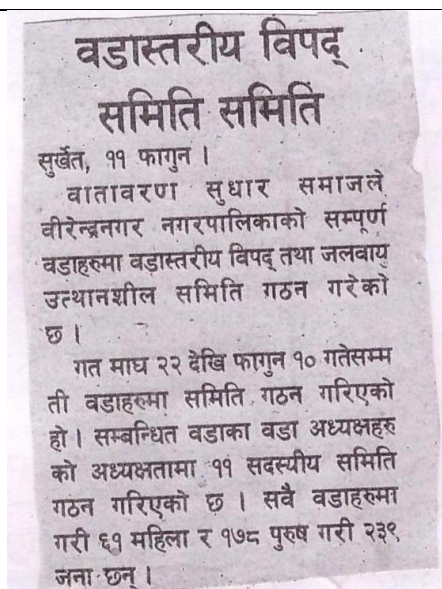 वडास्तरीय विपद्
समिति समिति
सुर्खेत, ११ फागुन ।
वातावरण सुधार समाजले
वीरेन्द्रनगर नगरपालिकाको सम्पूर्ण
वडाहरुमा वडास्तरीय विपद् तथा जलवायु
उत्थानशील समिति गठन गरेको
छ ।
गत माघ २२ देखि फागुन १० गतेसम्म
ती वडाहरुमा समिति गठन गरिएको
हो । सम्बन्धित वडाका वडा अध्यक्षहरु
को अध्यक्षतामा ११ सदस्यीय समिति
गठन गरिएको छ । सवै वडाहरुमा
गरी ६१ महिला र १७८ पुरुष गरी २३९
जना छन् ।